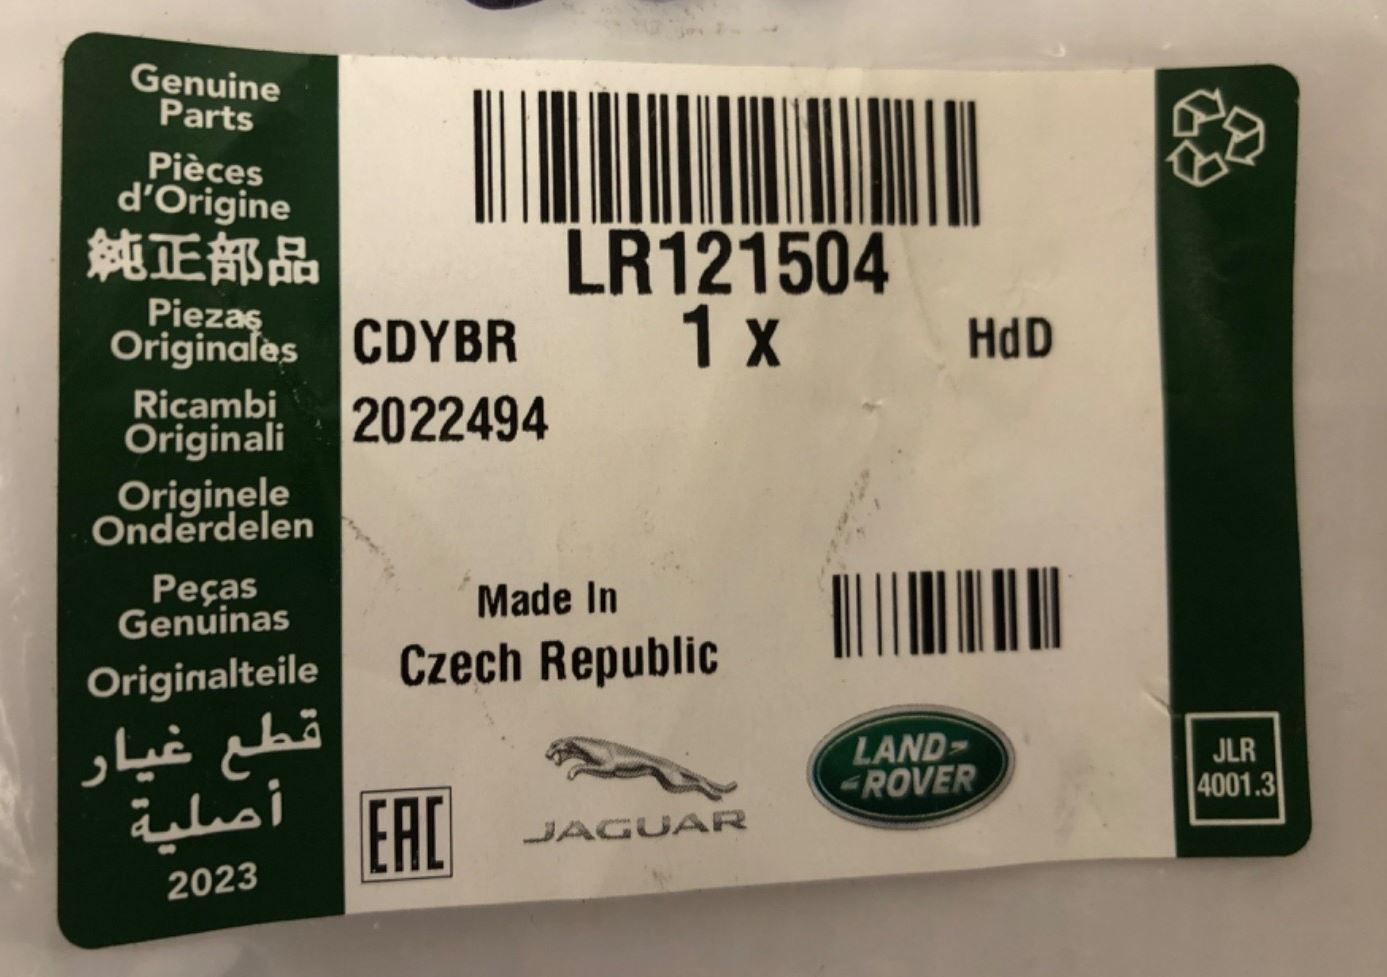 Genuine
Parts
Pièces
d'Origine
純正部品
Piezas
Originales
Ricambi
Originali
Originele
Onderdelen
Peças
Genuinas
Originalteile
قطع غيار
أصلية
2023
LR121504
CDYBR 1 x HdD
2022494
Made In
Czech Republic
EAC
JAGUAR
LAND-
-ROVER
JLR
4001.3